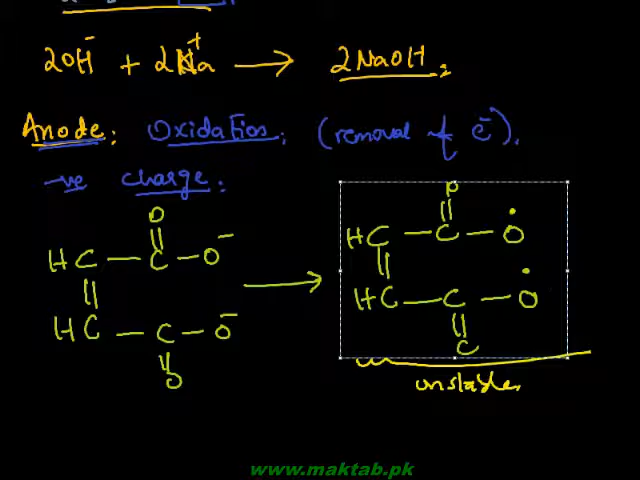 2OH⁻ + 2Na⁺ → 2NaOH.
Anode: Oxidation; (removal of e⁻).
-ve charge:
O O
HC — C — O⁻ → HC — C — O•
HC — C — O⁻ HC — C — O•
O C
unstable.
www.maktab.pk